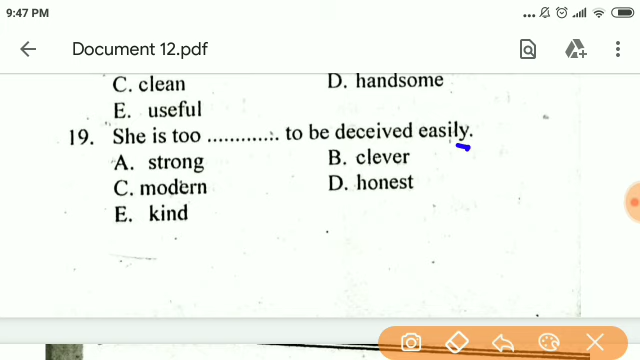 9:47 PM
Document 12.pdf
C. clean
D. handsome
E. useful
19. She is too ............. to be deceived easily.
A. strong
B. clever
C. modern
D. honest
E. kind